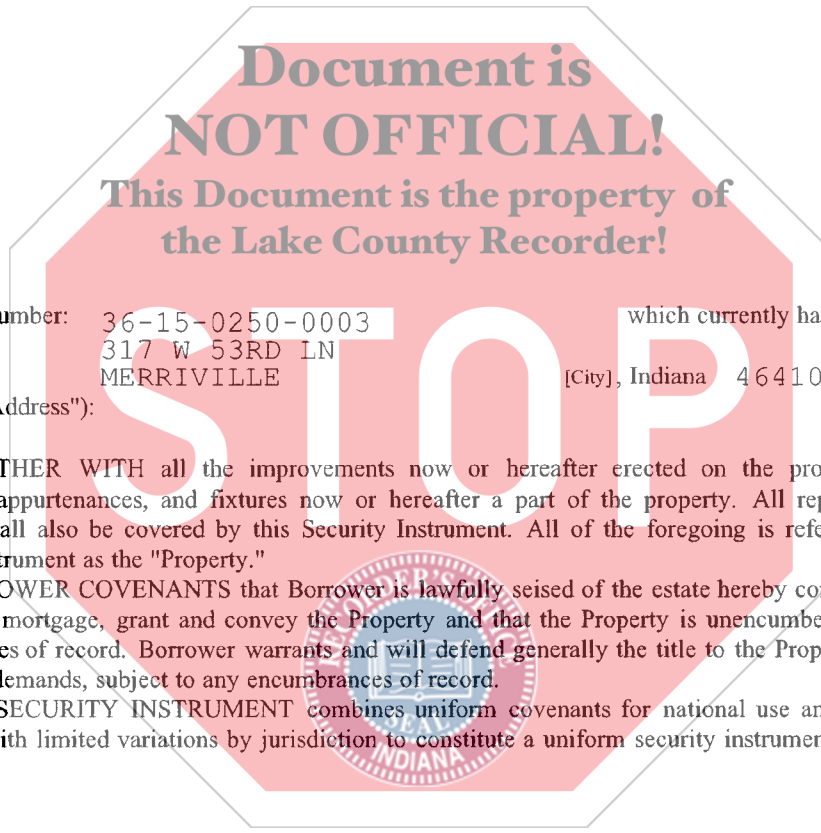 Document is
NOT OFFICIAL!
This Document is the property of
the Lake County Recorder!
STOP
umber: 36-15-0250-0003 which currently ha
317 W 53RD LN
MERRIVILLE [City], Indiana 46410
Address"):
THER WITH all the improvements now or hereafter erected on the pro
appurtenances, and fixtures now or hereafter a part of the property. All rep
all also be covered by this Security Instrument. All of the foregoing is refe
trument as the "Property."
OWER COVENANTS that Borrower is lawfully seised of the estate hereby co
mortgage, grant and convey the Property and that the Property is unencumbe
es of record. Borrower warrants and will defend generally the title to the Prop
demands, subject to any encumbrances of record.
SECURITY INSTRUMENT combines uniform covenants for national use an
ith limited variations by jurisdiction to constitute a uniform security instrumen
RECORDER'S OFFICE
SEAL
INDIANA